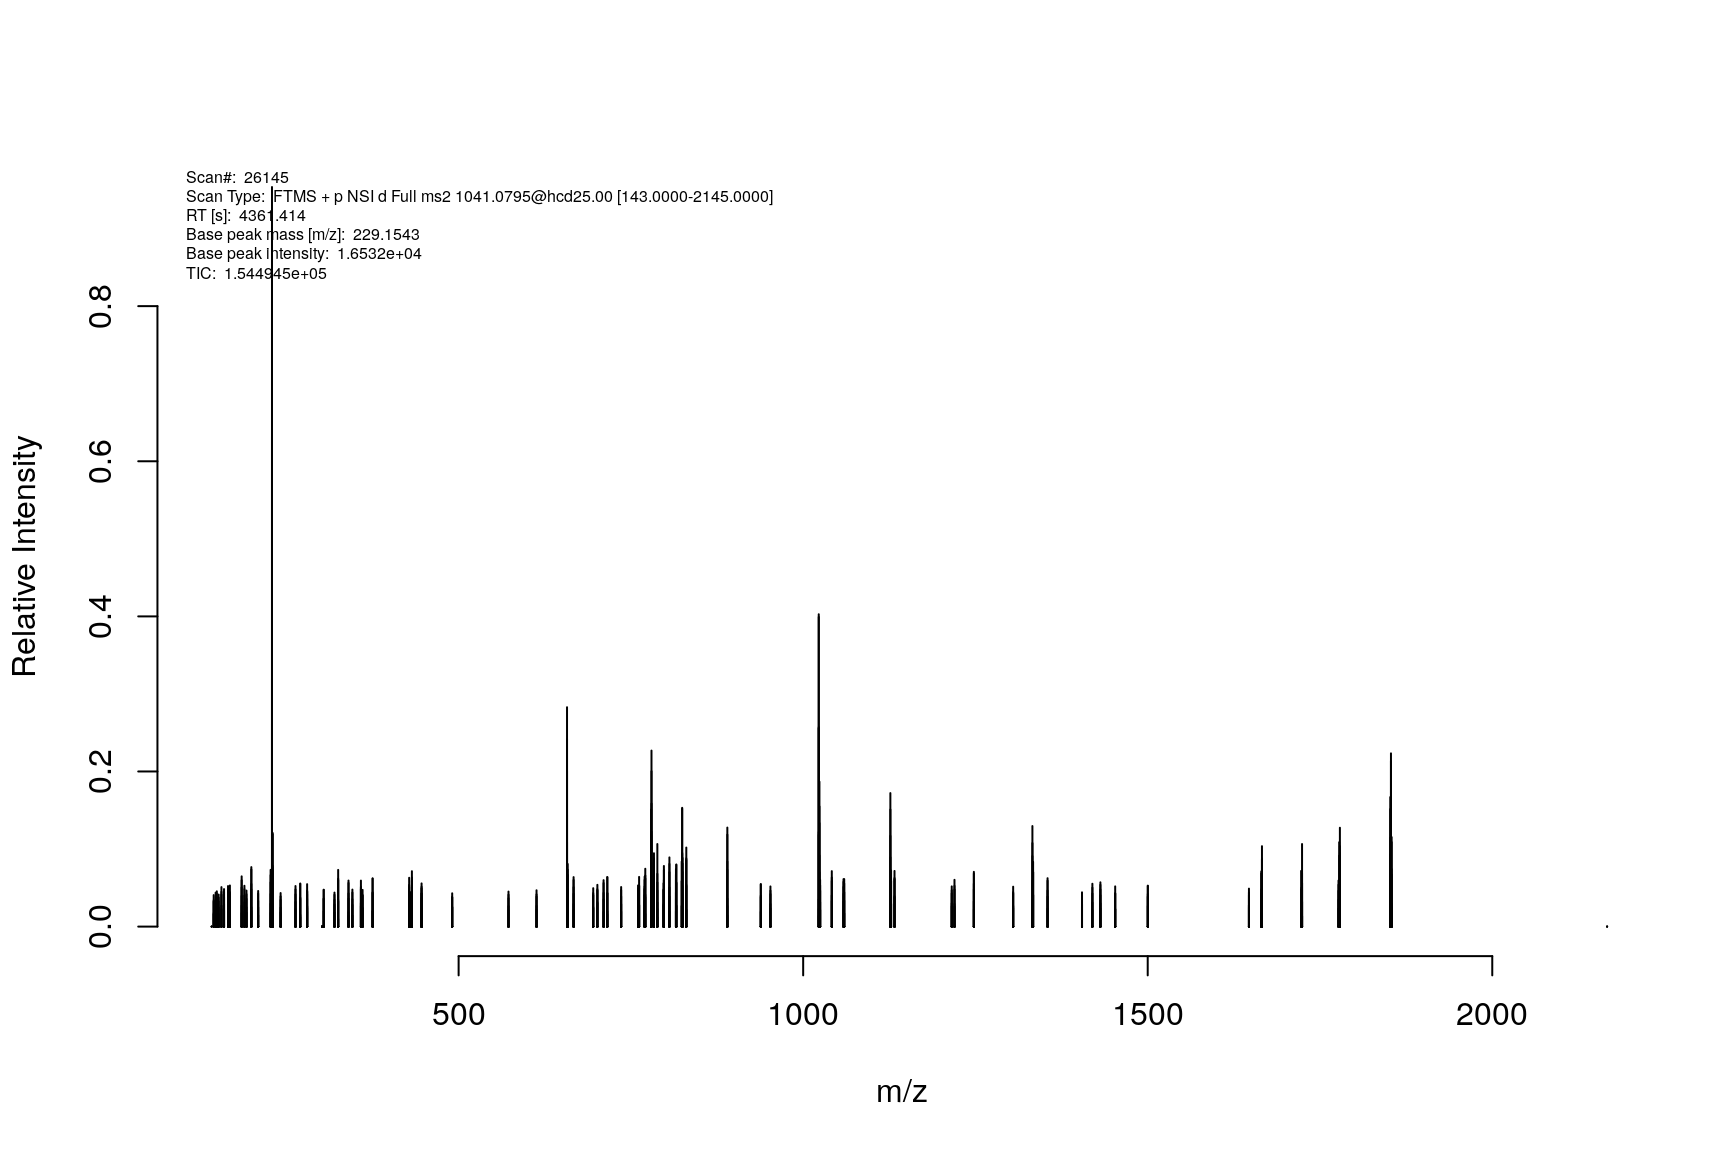 Scan#: 26145
Scan Type: FTMS + p NSI d Full ms2 1041.0795@hcd25.00 [143.0000-2145.0000]
RT [s]: 4361.414
Base peak mass [m/z]: 229.1543
Base peak intensity: 1.6532e+04
TIC: 1.544945e+05
0.8
0.6
0.4
0.2
0.0
Relative Intensity
500 1000 1500 2000
m/z